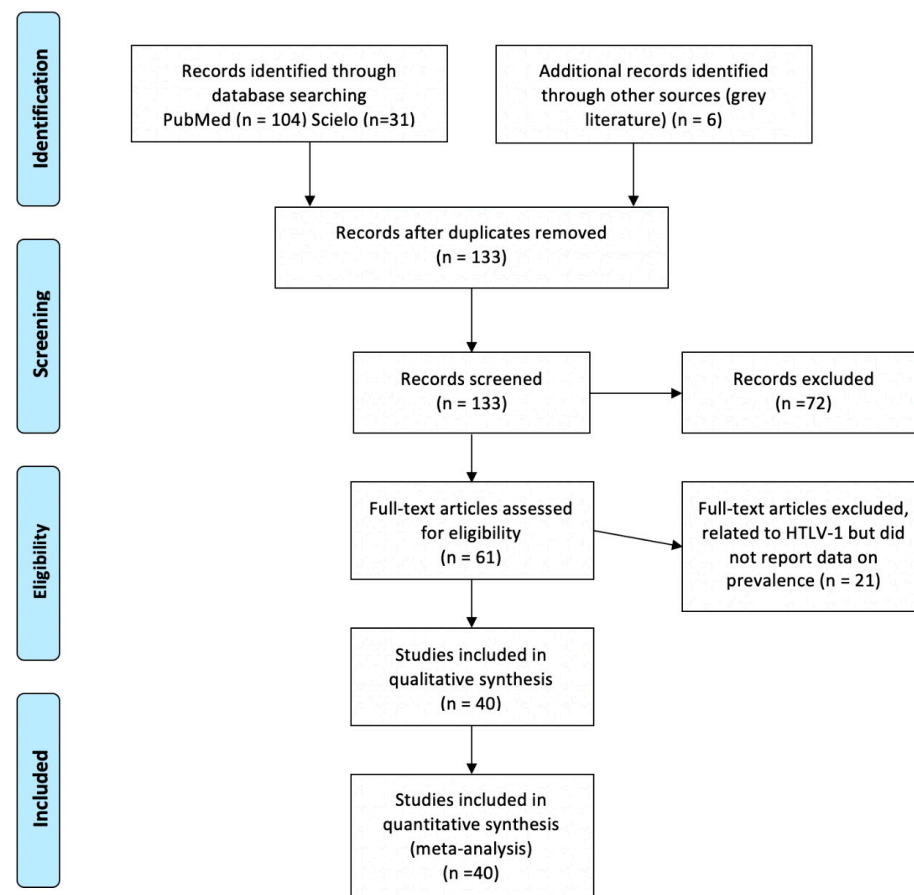 Identification
Records identified through
database searching
PubMed (n = 104) Scielo (n=31)
Additional records identified
through other sources (grey
literature) (n = 6)
Records after duplicates removed
(n = 133)
Screening
Records screened
(n = 133)
Records excluded
(n =72)
Eligibility
Full-text articles assessed
for eligibility
(n = 61)
Full-text articles excluded,
related to HTLV-1 but did
not report data on
prevalence (n = 21)
Studies included in
qualitative synthesis
(n = 40)
Included
Studies included in
quantitative synthesis
(meta-analysis)
(n =40)